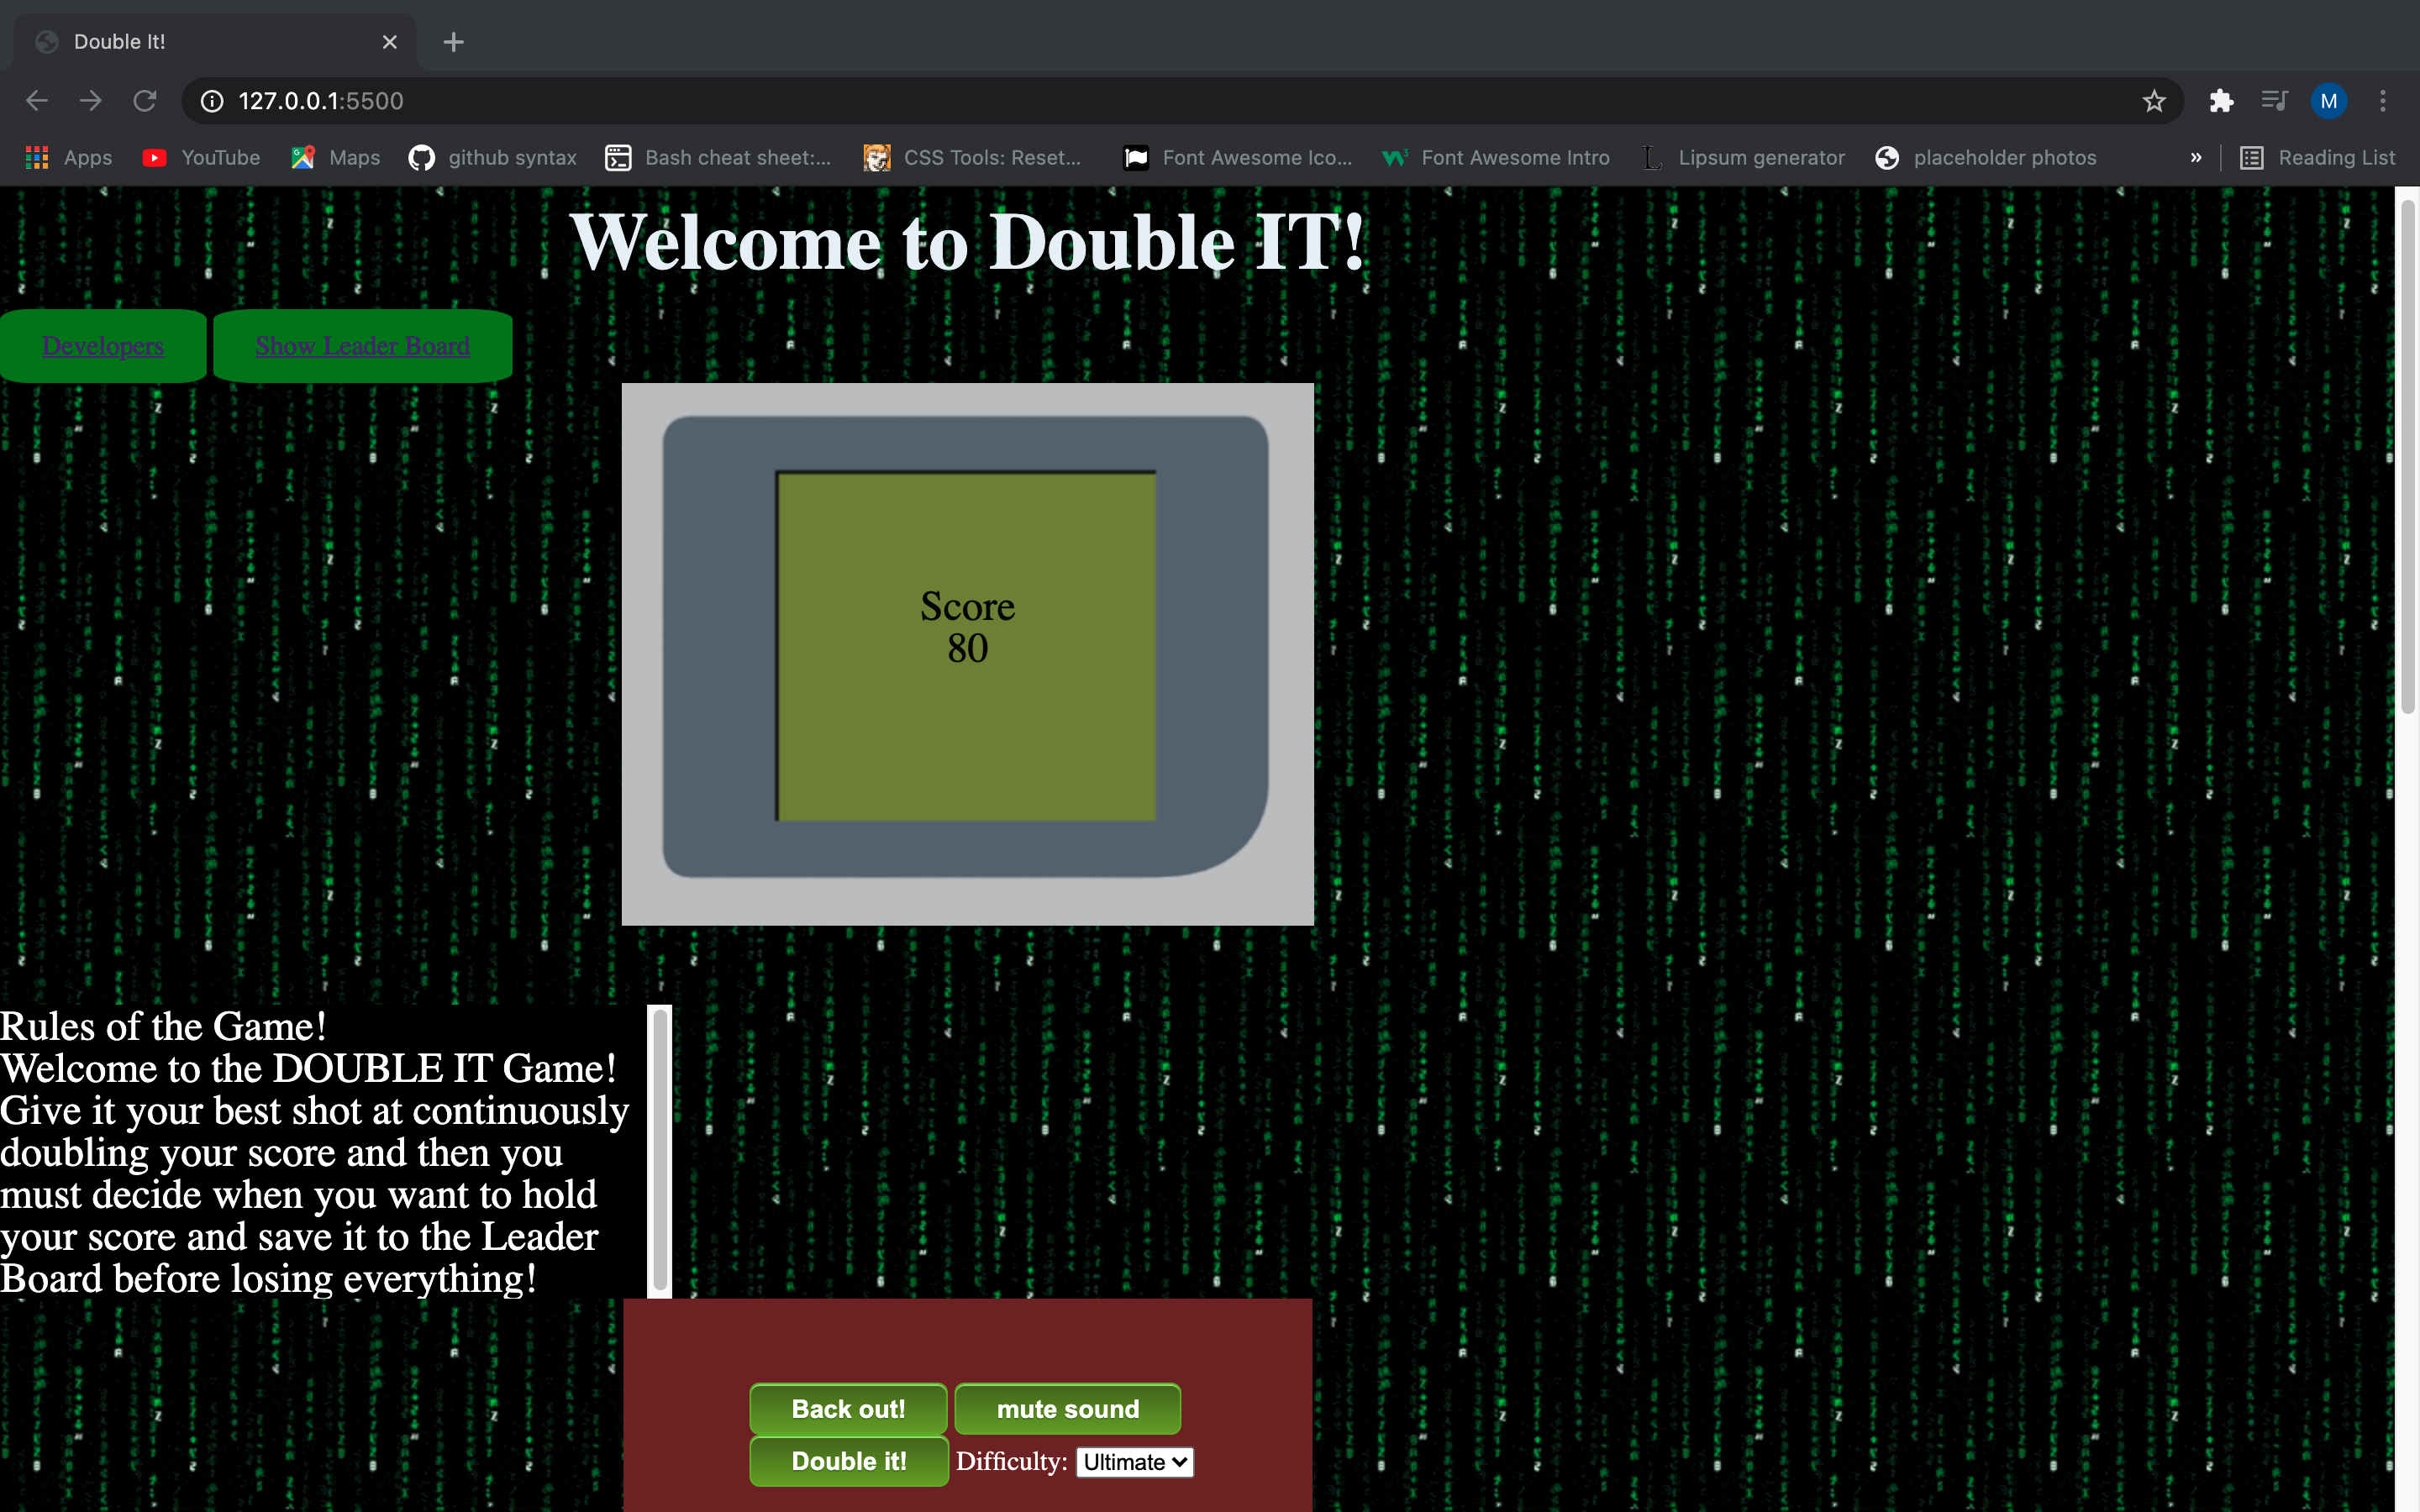 Double It!
127.0.0.1:5500
M
Apps YouTube Maps github syntax Bash cheat sheet:... CSS Tools: Reset... Font Awesome Ico... Font Awesome Intro Lipsum generator placeholder photos » Reading List
Welcome to Double IT!
Developers Show Leader Board
Score
80
Rules of the Game!
Welcome to the DOUBLE IT Game!
Give it your best shot at continuously
doubling your score and then you
must decide when you want to hold
your score and save it to the Leader
Board before losing everything!
Back out! mute sound
Double it! Difficulty: Ultimate